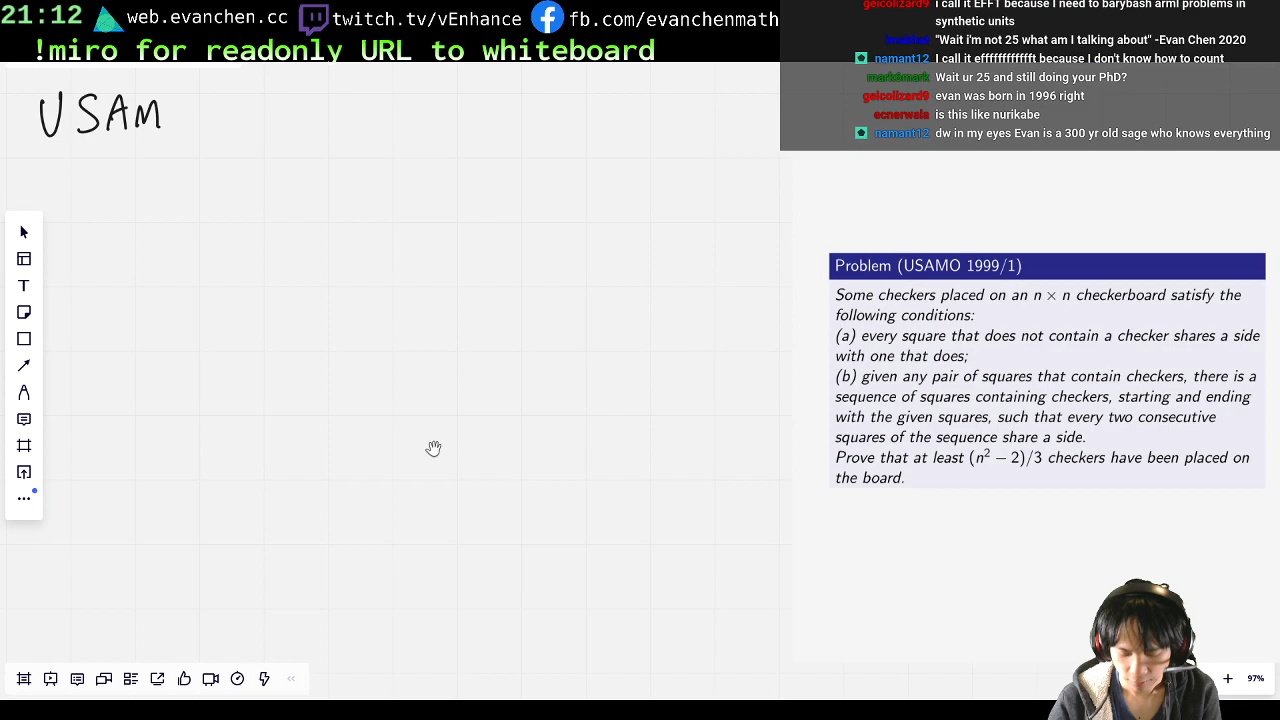 21:12 web.evanchen.cc twitch.tv/vEnhance fb.com/evanchenmath
!miro for readonly URL to whiteboard
geicolizard9 I call it EFFT because I need to barybash arml problems in
synthetic units
"Wait i'm not 25 what am I talking about" -Evan Chen 2020
namant12 I call it efffffffffffft because I don't know how to count
mark6mark Wait ur 25 and still doing your PhD?
geicolizard9 evan was born in 1996 right
ecnerwala is this like nurikabe
namant12 dw in my eyes Evan is a 300 yr old sage who knows everything
USAM
T
Problem (USAMO 1999/1)
Some checkers placed on an n × n checkerboard satisfy the
following conditions:
(a) every square that does not contain a checker shares a side
with one that does;
(b) given any pair of squares that contain checkers, there is a
sequence of squares containing checkers, starting and ending
with the given squares, such that every two consecutive
squares of the sequence share a side.
Prove that at least (n² − 2)/3 checkers have been placed on
the board.
97%